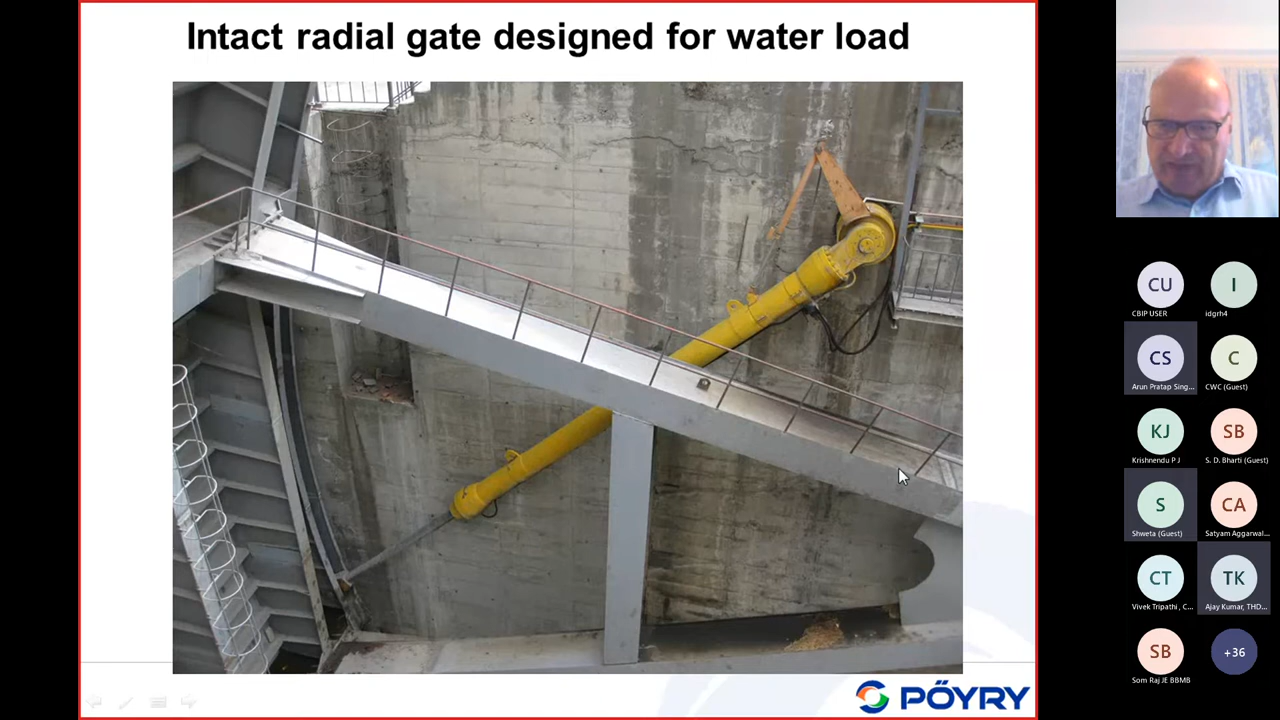 Intact radial gate designed for water load
PÖYRY
CU
CBIP USER
I
idgrh4
CS
Arun Pratap Sing...
C
CWC (Guest)
KJ
Krishnendu P J
SB
S. D. Bharti (Guest)
S
Shweta (Guest)
CA
Satyam Aggarwal...
CT
Vivek Tripathi , C...
TK
Ajay Kumar, THD...
SB
Som Raj JE BBMB
+36